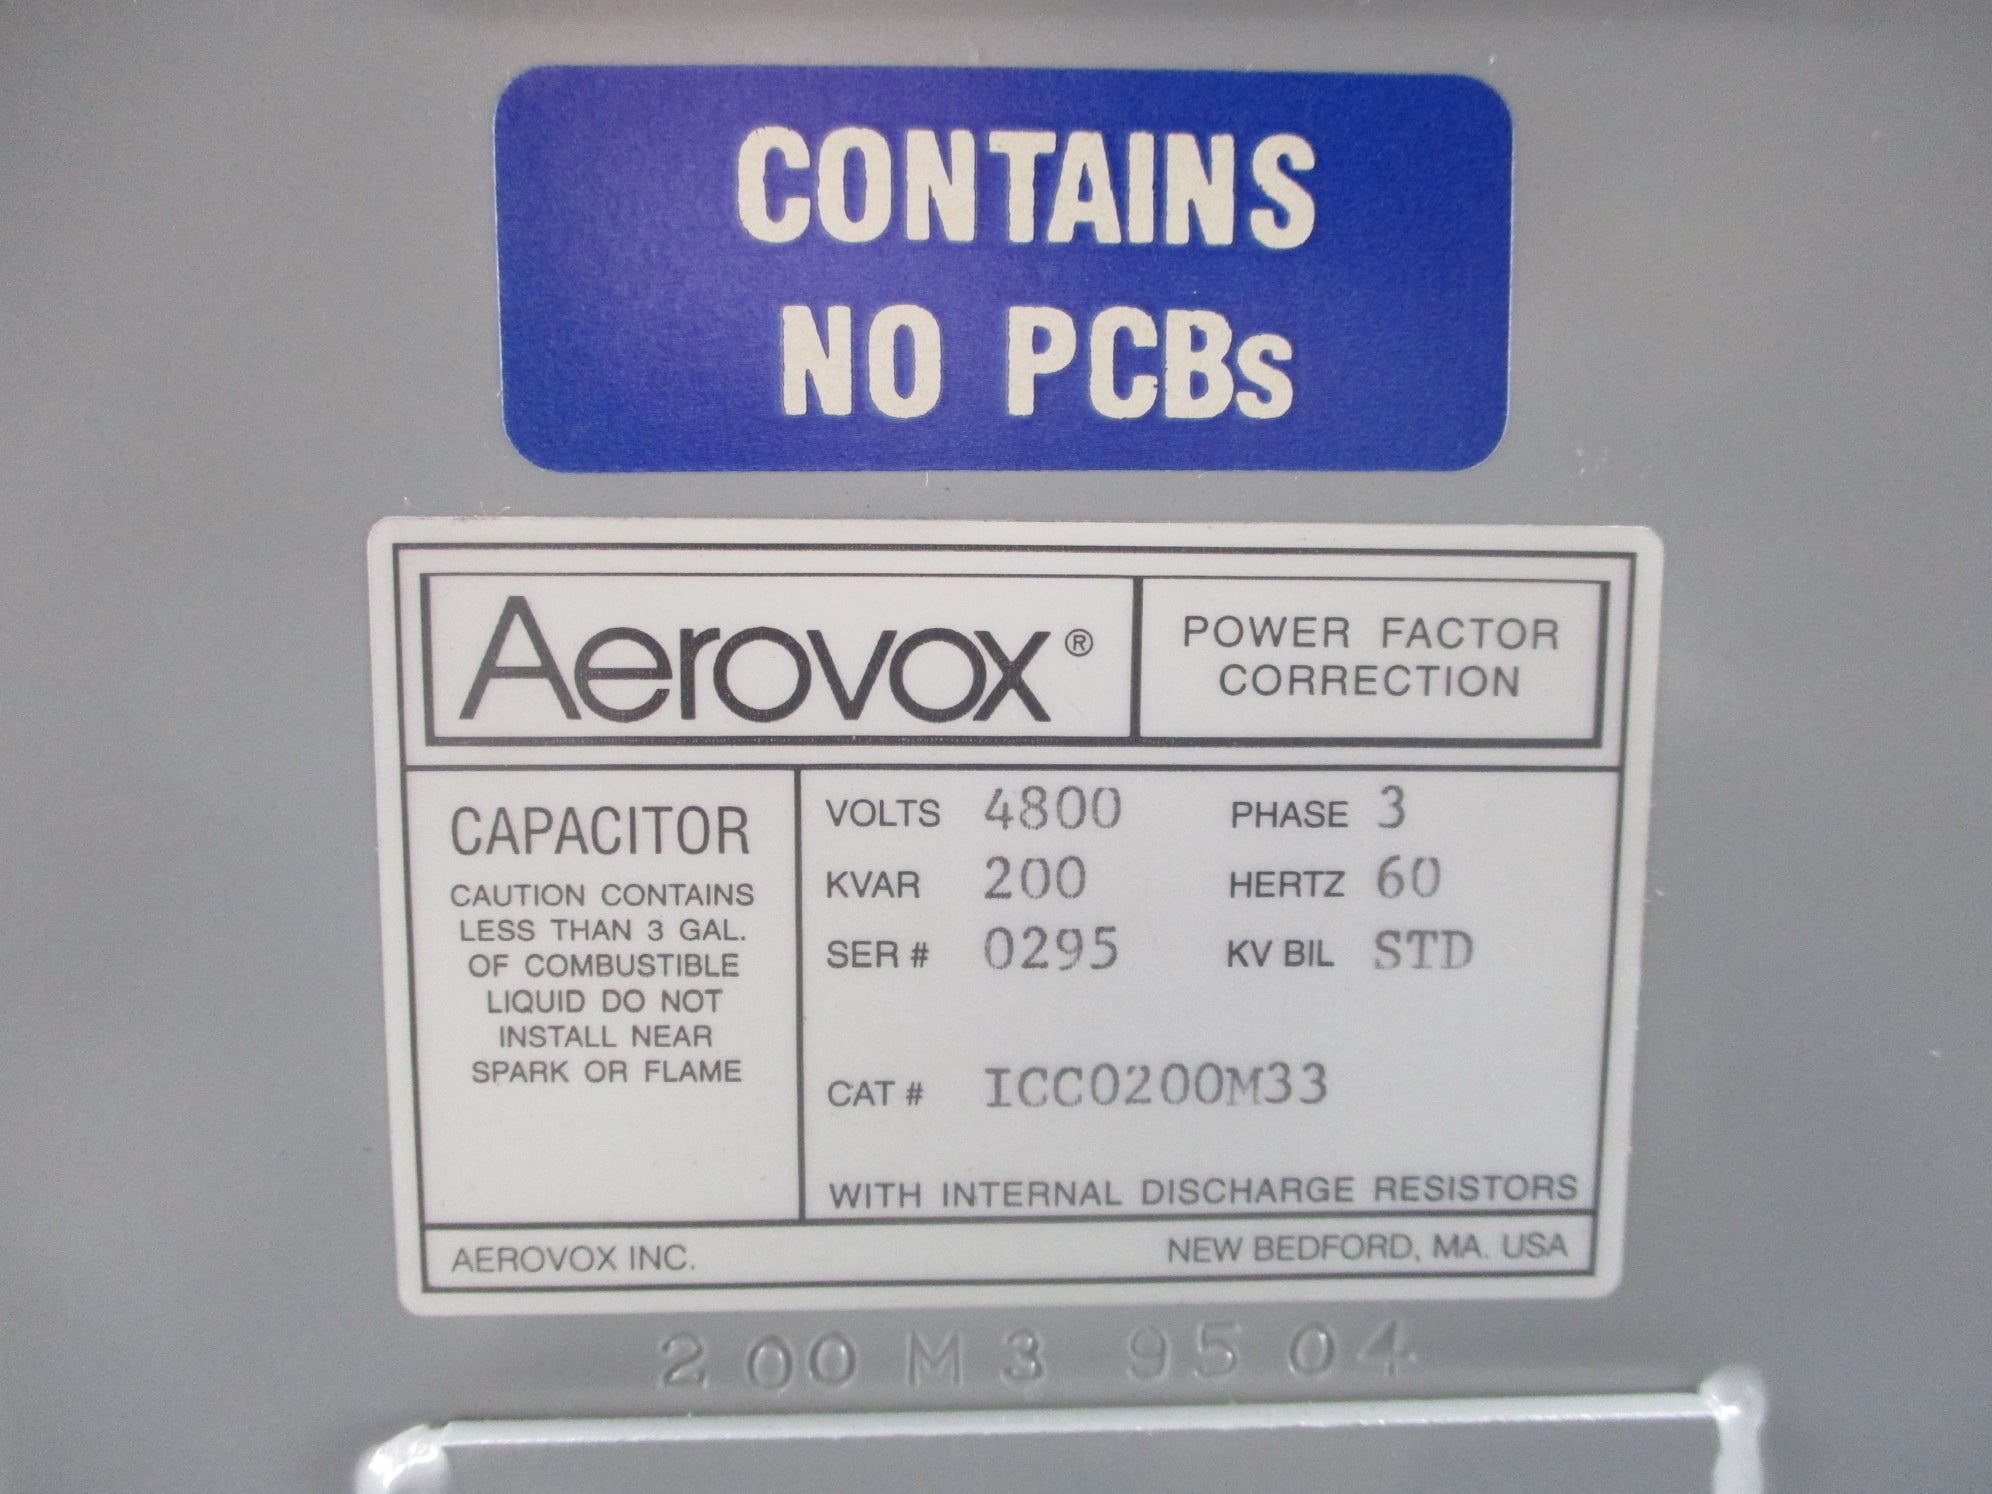 CONTAINS
NO PCBs
Aerovox®
POWER FACTOR
CORRECTION
CAPACITOR
CAUTION CONTAINS
LESS THAN 3 GAL.
OF COMBUSTIBLE
LIQUID DO NOT
INSTALL NEAR
SPARK OR FLAME
VOLTS 4800 PHASE 3
KVAR 200 HERTZ 60
SER # 0295 KV BIL STD
CAT # ICC0200M33
WITH INTERNAL DISCHARGE RESISTORS
AEROVOX INC. NEW BEDFORD, MA. USA
200 M 3 9504